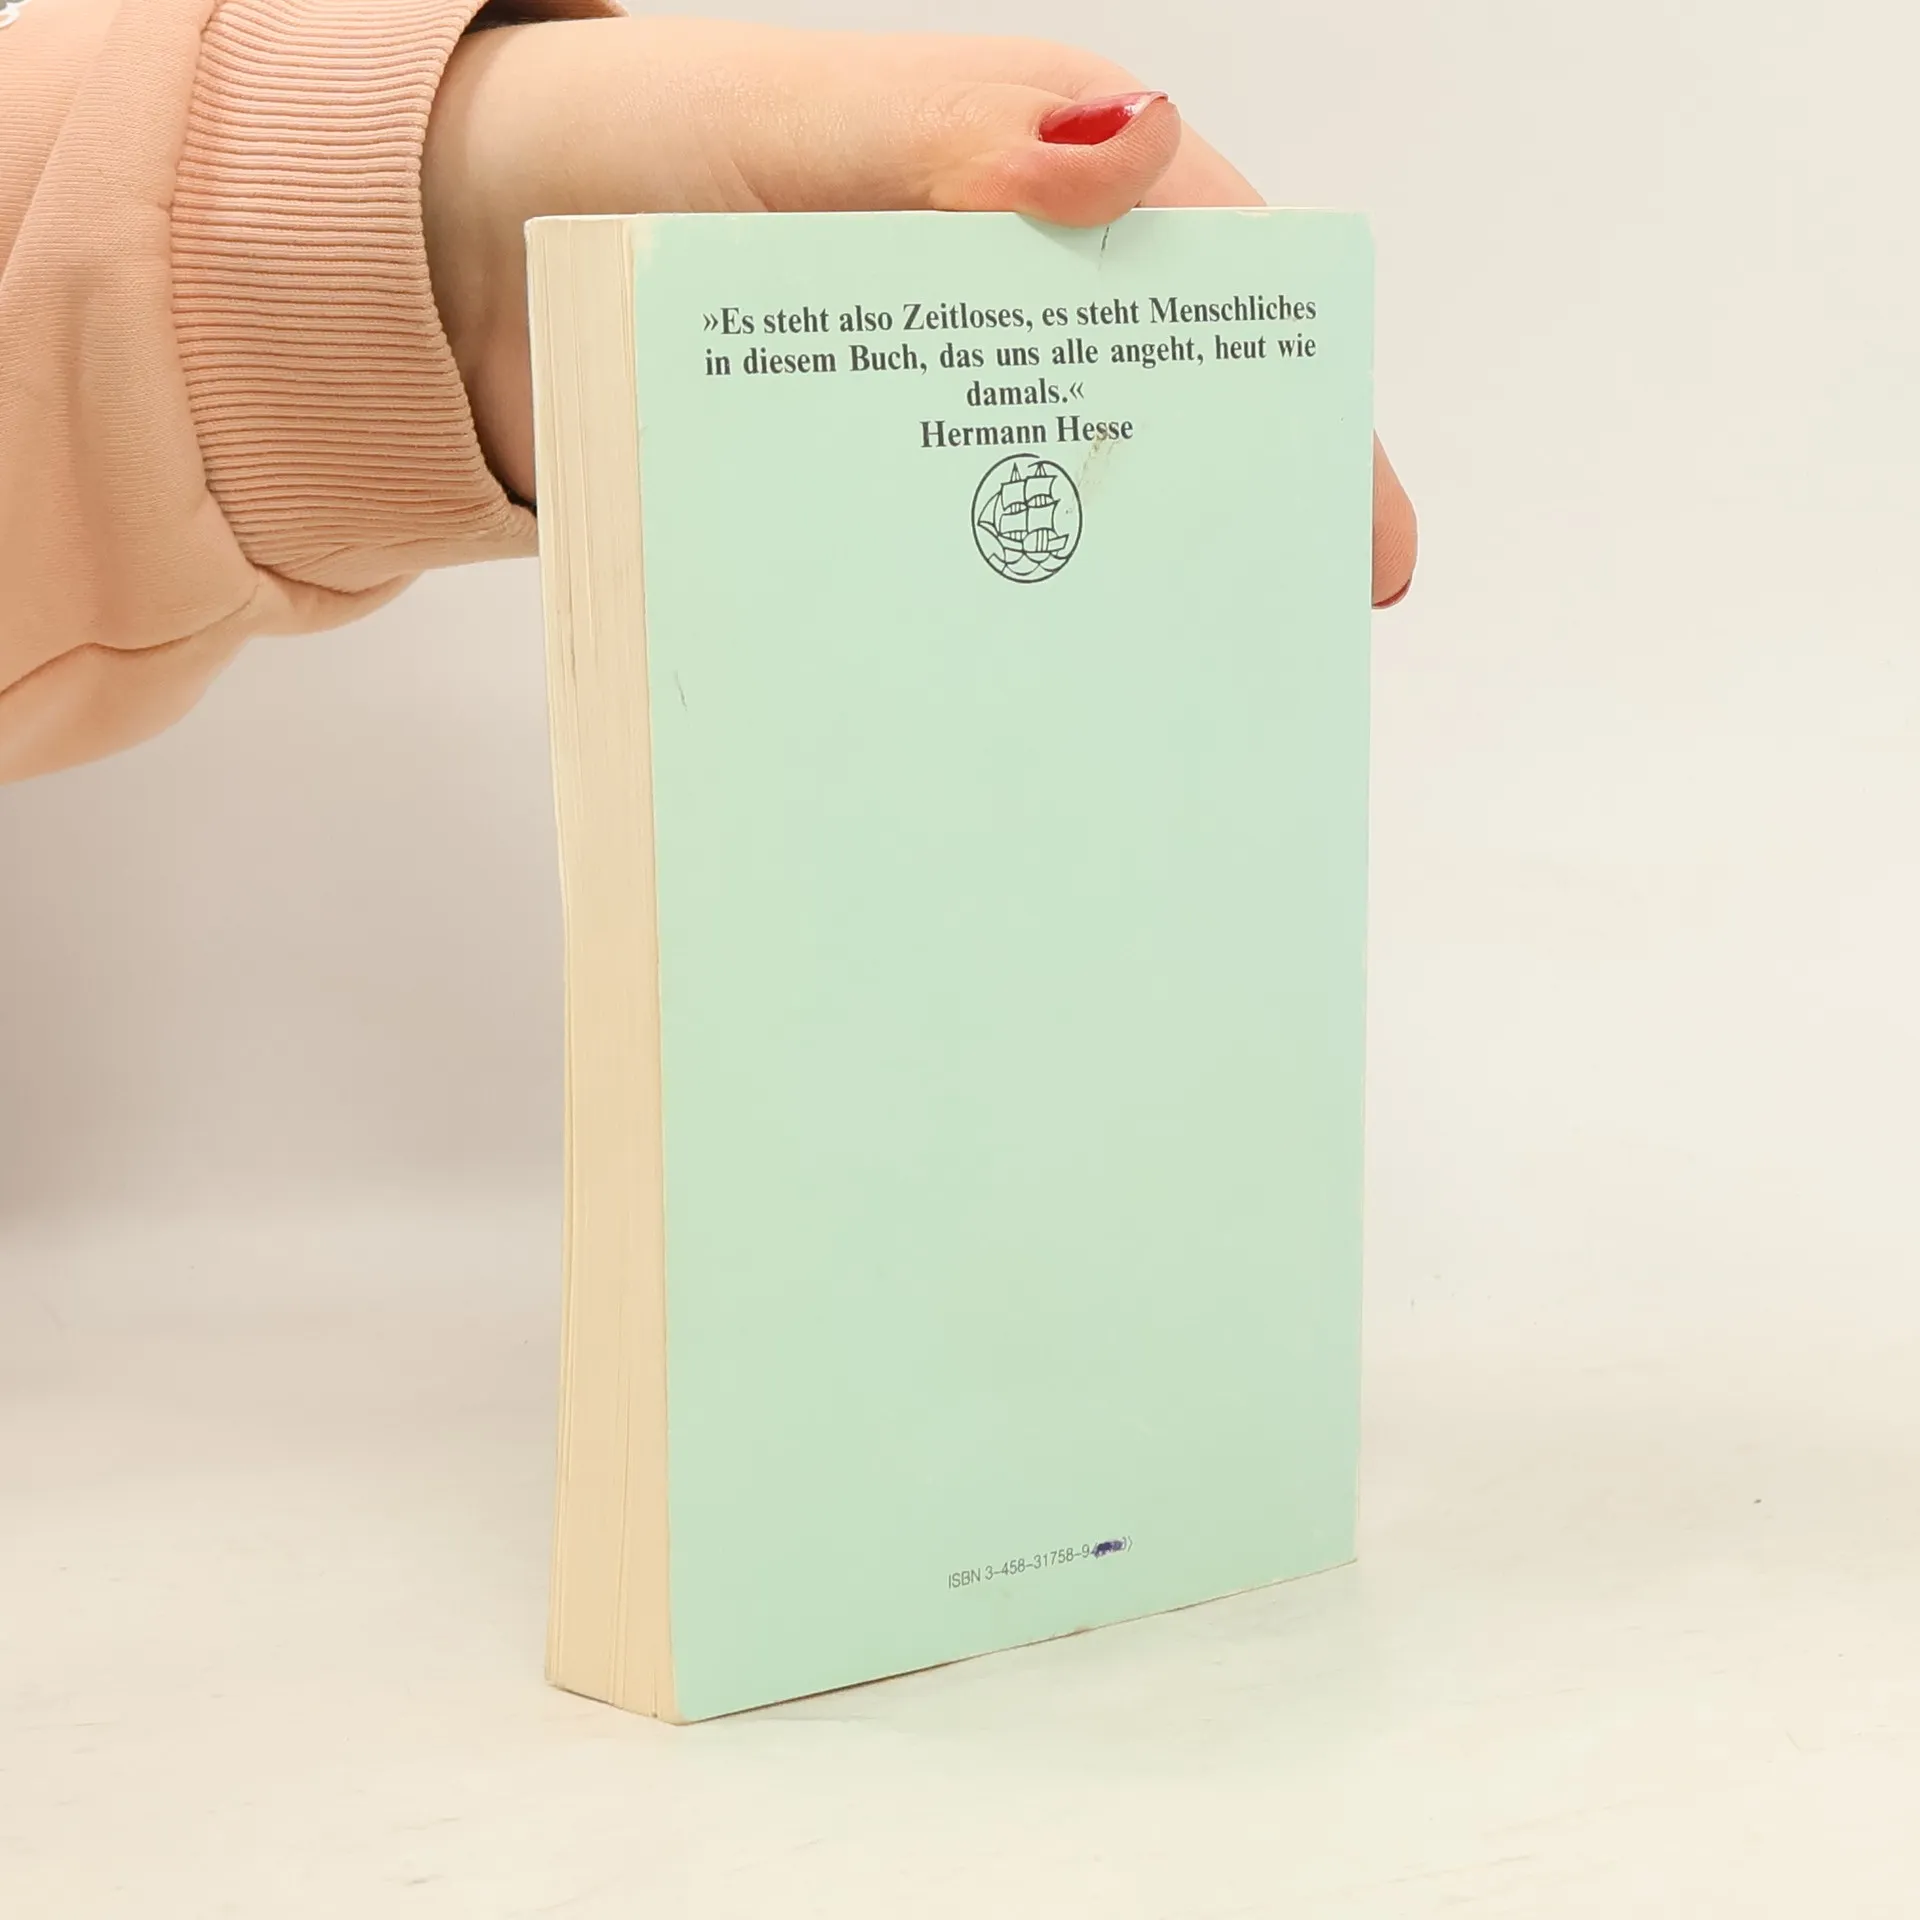 »Es steht also Zeitloses, es steht Menschliches
in diesem Buch, das uns alle angeht, heut wie
damals.«
Hermann Hesse
ISBN 3–458–31758–9